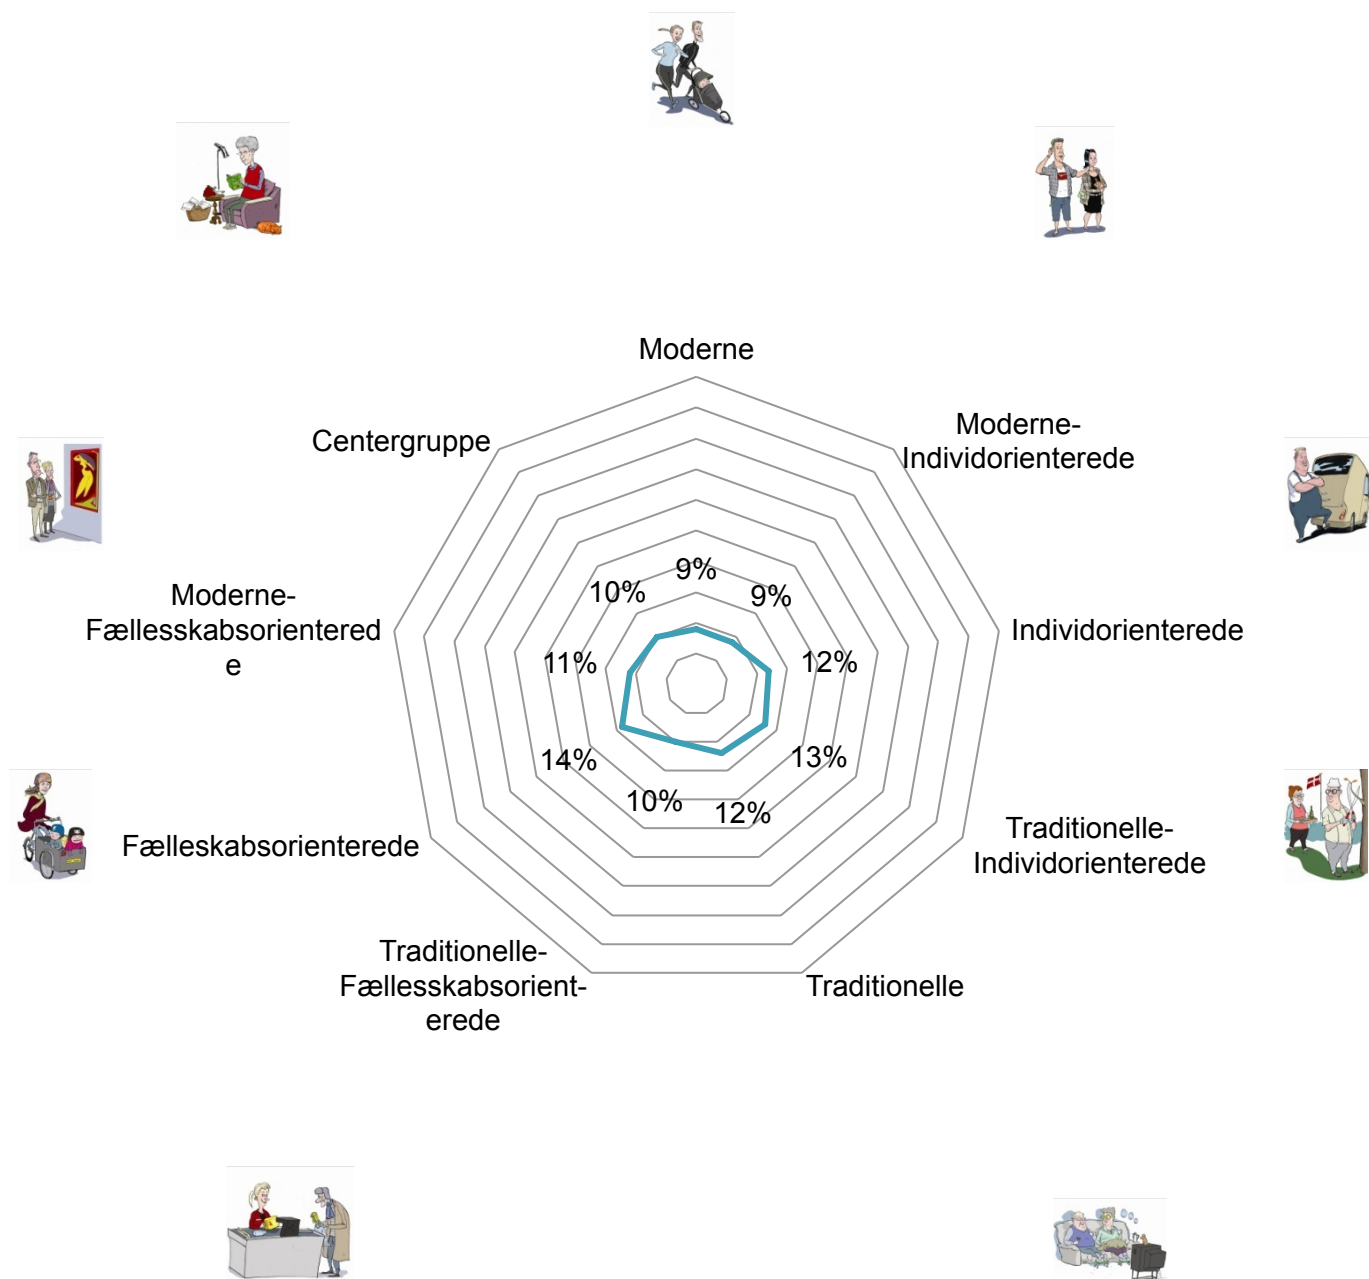 Moderne
Moderne-
Individorienterede
Centergruppe
9%
10%
9%
Moderne-
Fællesskabsorientered
e
Individorienterede
11%
12%
14%
13%
10%
12%
Fælleskabsorienterede
Traditionelle-
Individorienterede
Traditionelle-
Fællesskabsorient-
erede
Traditionelle